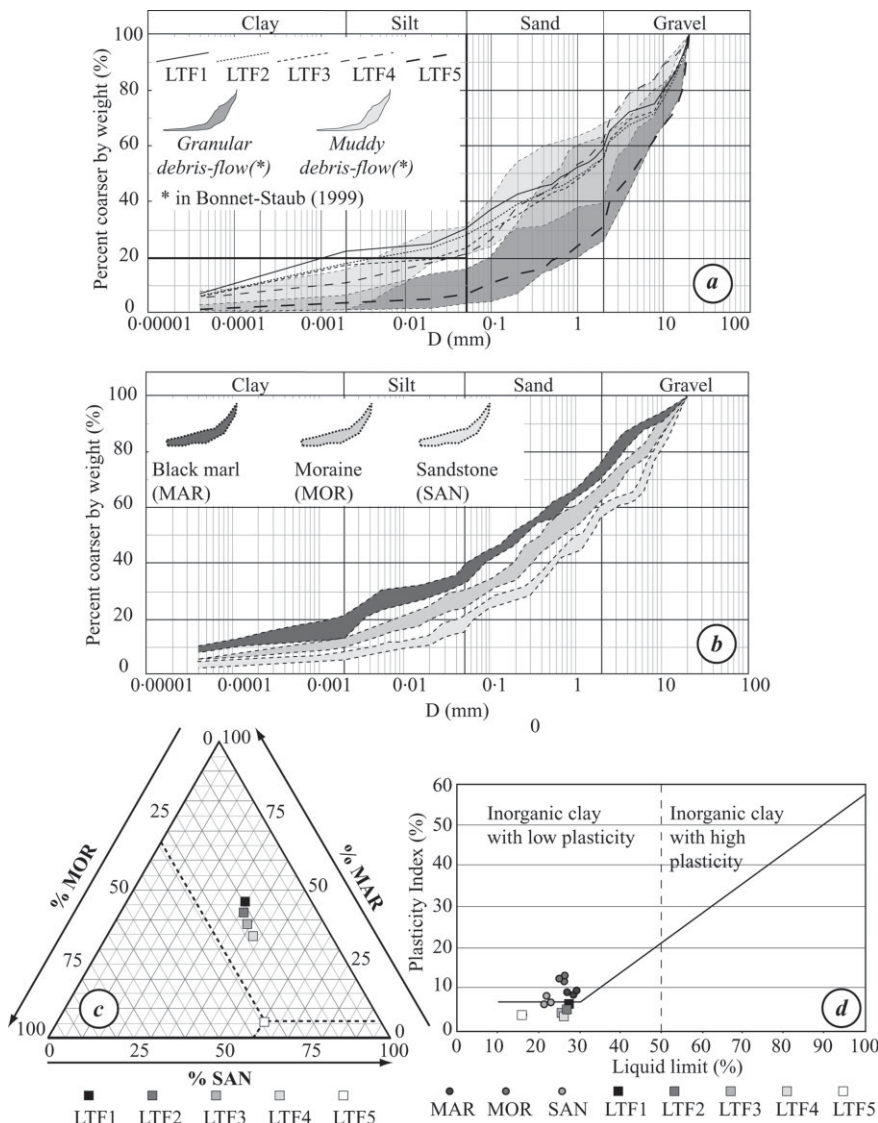 Clay Silt Sand Gravel
Percent coarser by weight (%)
100
80
60
40
20
0
LTF1 LTF2 LTF3 LTF4 LTF5
Granular debris-flow(*)
Muddy debris-flow(*)
* in Bonnet-Staub (1999)
a
0·00001 0·0001 0·001 0·01 0·1 1 10 100
D (mm)
Clay Silt Sand Gravel
Percent coarser by weight (%)
100
80
60
40
20
0
Black marl (MAR)
Moraine (MOR)
Sandstone (SAN)
b
0·00001 0·0001 0·001 0·01 0·1 1 10 100
D (mm)
0
0 100
25 75
% MOR % MAR
50 50
75 25
c
100 0
0 25 50 75 100
% SAN
LTF1 LTF2 LTF3 LTF4 LTF5
Plasticity Index (%)
60
50
40
30
20
10
0
Inorganic clay with low plasticity
Inorganic clay with high plasticity
d
0 10 20 30 40 50 60 70 80 90 100
Liquid limit (%)
MAR MOR SAN LTF1 LTF2 LTF3 LTF4 LTF5